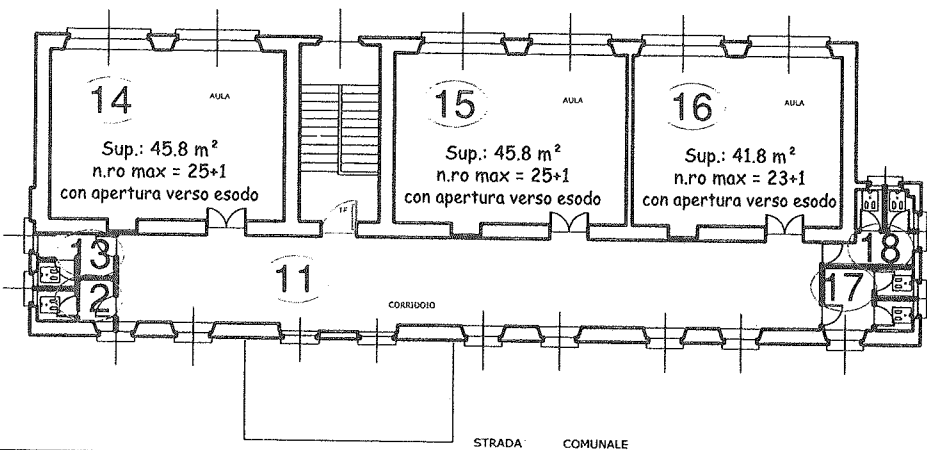 14
AULA
Sup.: 45.8 m²
n.ro max = 25+1
con apertura verso esodo
15
AULA
Sup.: 45.8 m²
n.ro max = 25+1
con apertura verso esodo
16
AULA
Sup.: 41.8 m²
n.ro max = 23+1
con apertura verso esodo
13
2
11
CORRIDOIO
18
17
STRADA COMUNALE